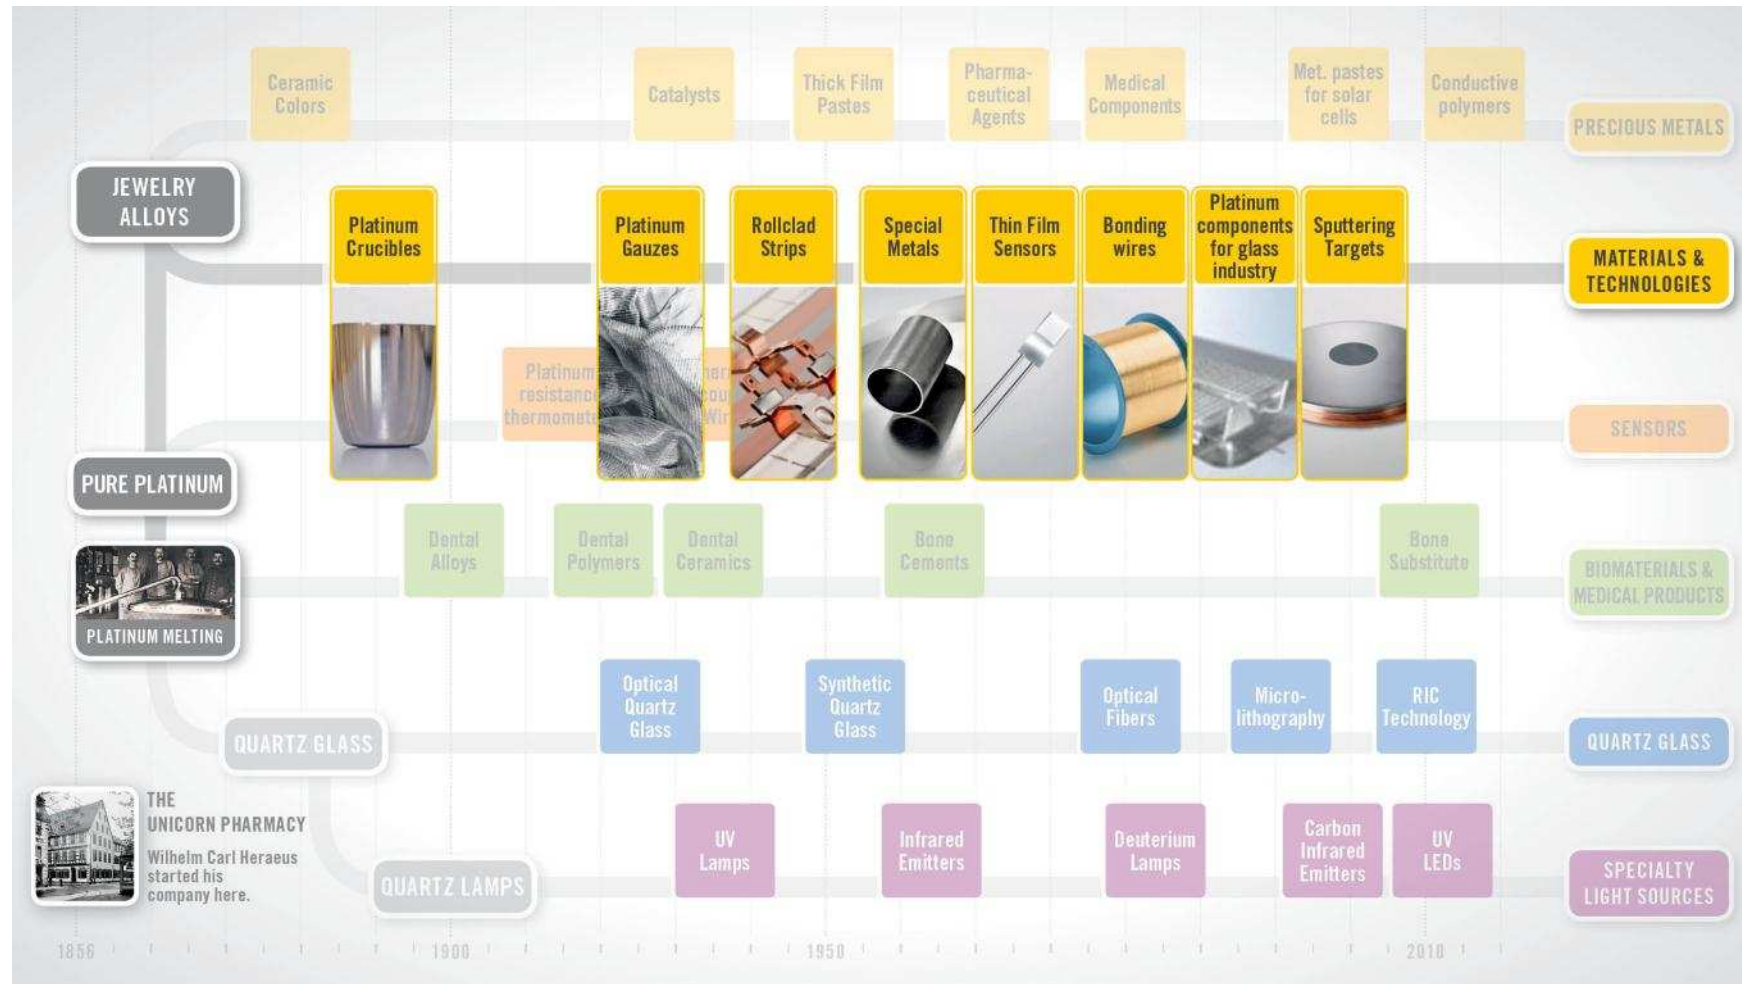 Ceramic
Colors
Catalysts
Thick Film
Pastes
Pharma-
ceutical
Agents
Medical
Components
Met. pastes
for solar
cells
Conductive
polymers
PRECIOUS METALS
JEWELRY
ALLOYS
Platinum
Crucibles
Platinum
Gauzes
Rollclad
Strips
Special
Metals
Thin Film
Sensors
Bonding
wires
Platinum
components
for glass
industry
Sputtering
Targets
MATERIALS &
TECHNOLOGIES
Platinum
resistance
SENSORS
PURE PLATINUM
PLATINUM MELTING
Dental
Alloys
Dental
Polymers
Dental
Ceramics
Bone
Cements
Bone
Substitute
BIOMATERIALS &
MEDICAL PRODUCTS
QUARTZ GLASS
Optical
Quartz
Glass
Synthetic
Quartz
Glass
Optical
Fibers
Micro-
lithography
RIC
Technology
QUARTZ GLASS
THE
UNICORN PHARMACY
Wilhelm Carl Heraeus
started his
company here.
QUARTZ LAMPS
UV
Lamps
Infrared
Emitters
Deuterium
Lamps
Carbon
Infrared
Emitters
UV
LEDs
SPECIALTY
LIGHT SOURCES
1856
1900
1950
2010